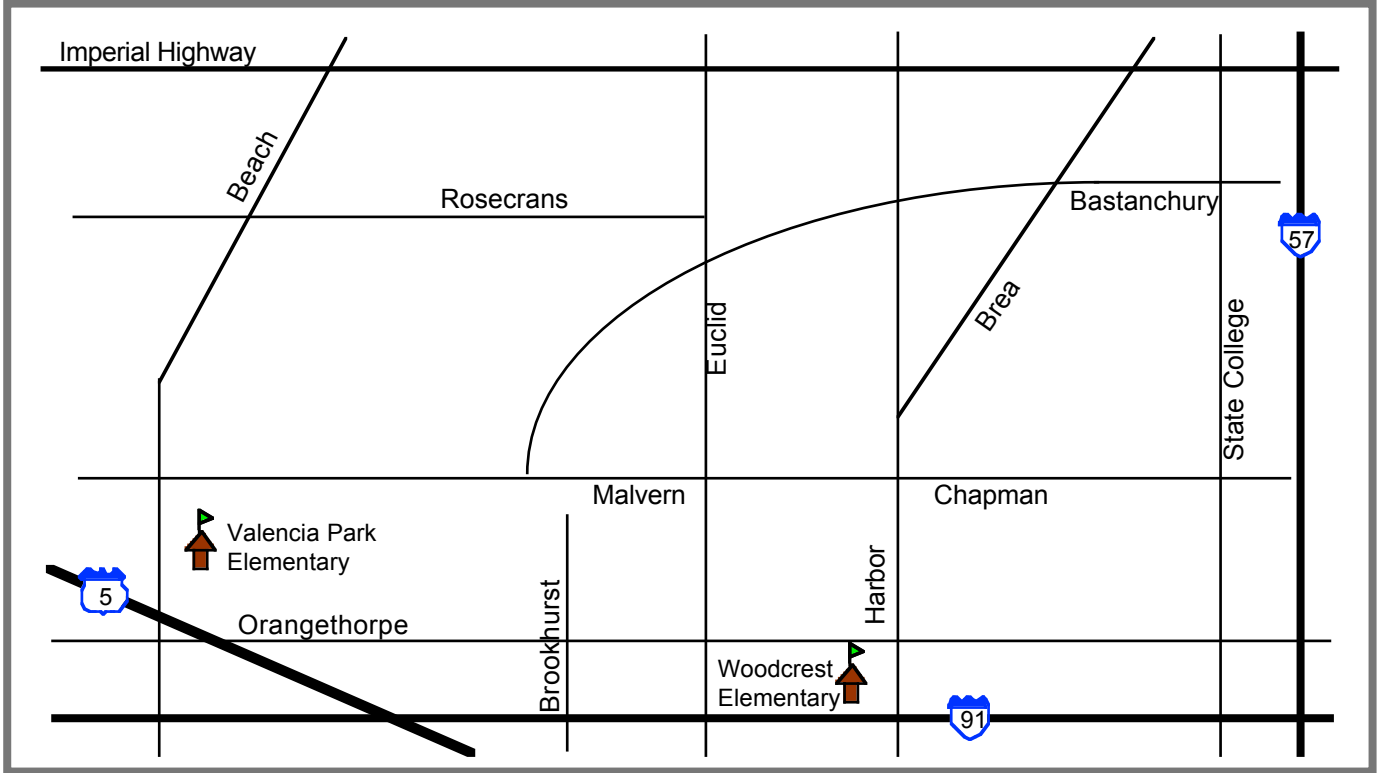 Imperial Highway
Beach
Rosecrans
Bastanchury
57
Euclid
Brea
State College
Malvern
Chapman
Valencia Park
Elementary
Harbor
5
Brookhurst
Orangethorpe
Woodcrest
Elementary
91